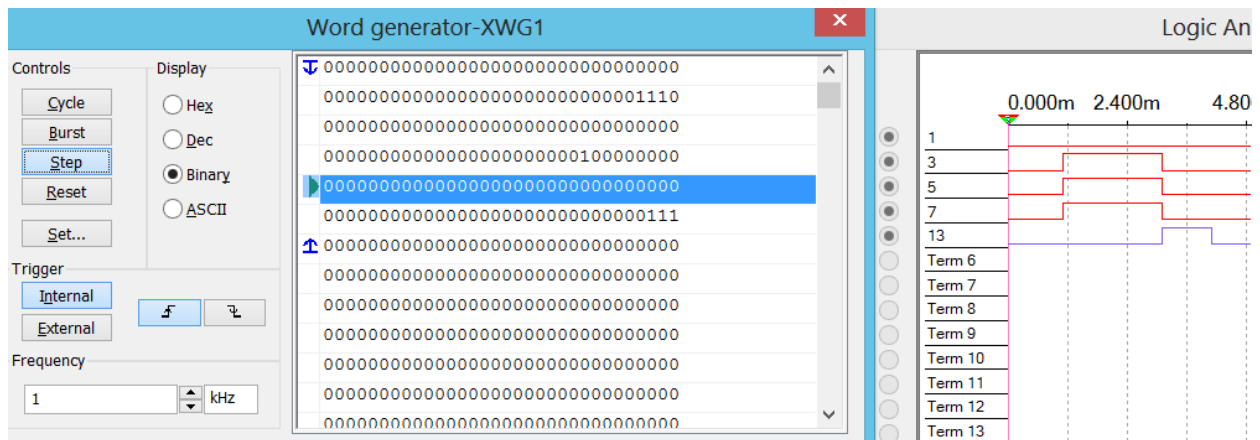 Word generator-XWG1
Logic An
Controls
Display
Cycle
Burst
Step
Reset
Set...
Hex
Dec
Binary
ASCII
Trigger
Internal
External
Frequency
1
kHz
00000000000000000000000000000000
00000000000000000000000000001110
00000000000000000000000000000000
00000000000000000000000100000000
00000000000000000000000000000000
00000000000000000000000000000111
00000000000000000000000000000000
00000000000000000000000000000000
00000000000000000000000000000000
00000000000000000000000000000000
00000000000000000000000000000000
00000000000000000000000000000000
00000000000000000000000000000000
0.000m 2.400m 4.80
1
3
5
7
13
Term 6
Term 7
Term 8
Term 9
Term 10
Term 11
Term 12
Term 13